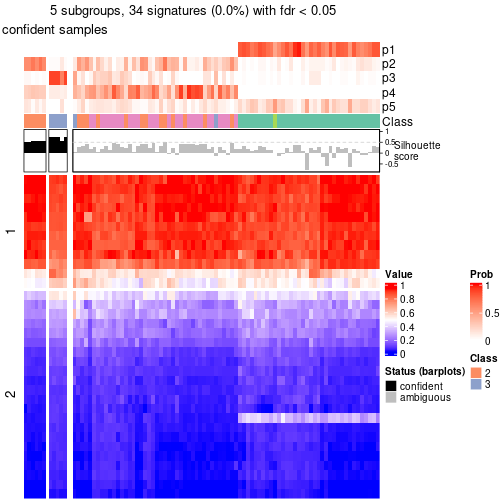 5 subgroups, 34 signatures (0.0%) with fdr < 0.05
confident samples
p1
p2
p3
p4
p5
Class
1
0.5
0
-0.5
Silhouette
score
1
2
Value
1
0.8
0.6
0.4
0.2
0
Prob
1
0.5
0
Status (barplots)
confident
ambiguous
Class
2
3